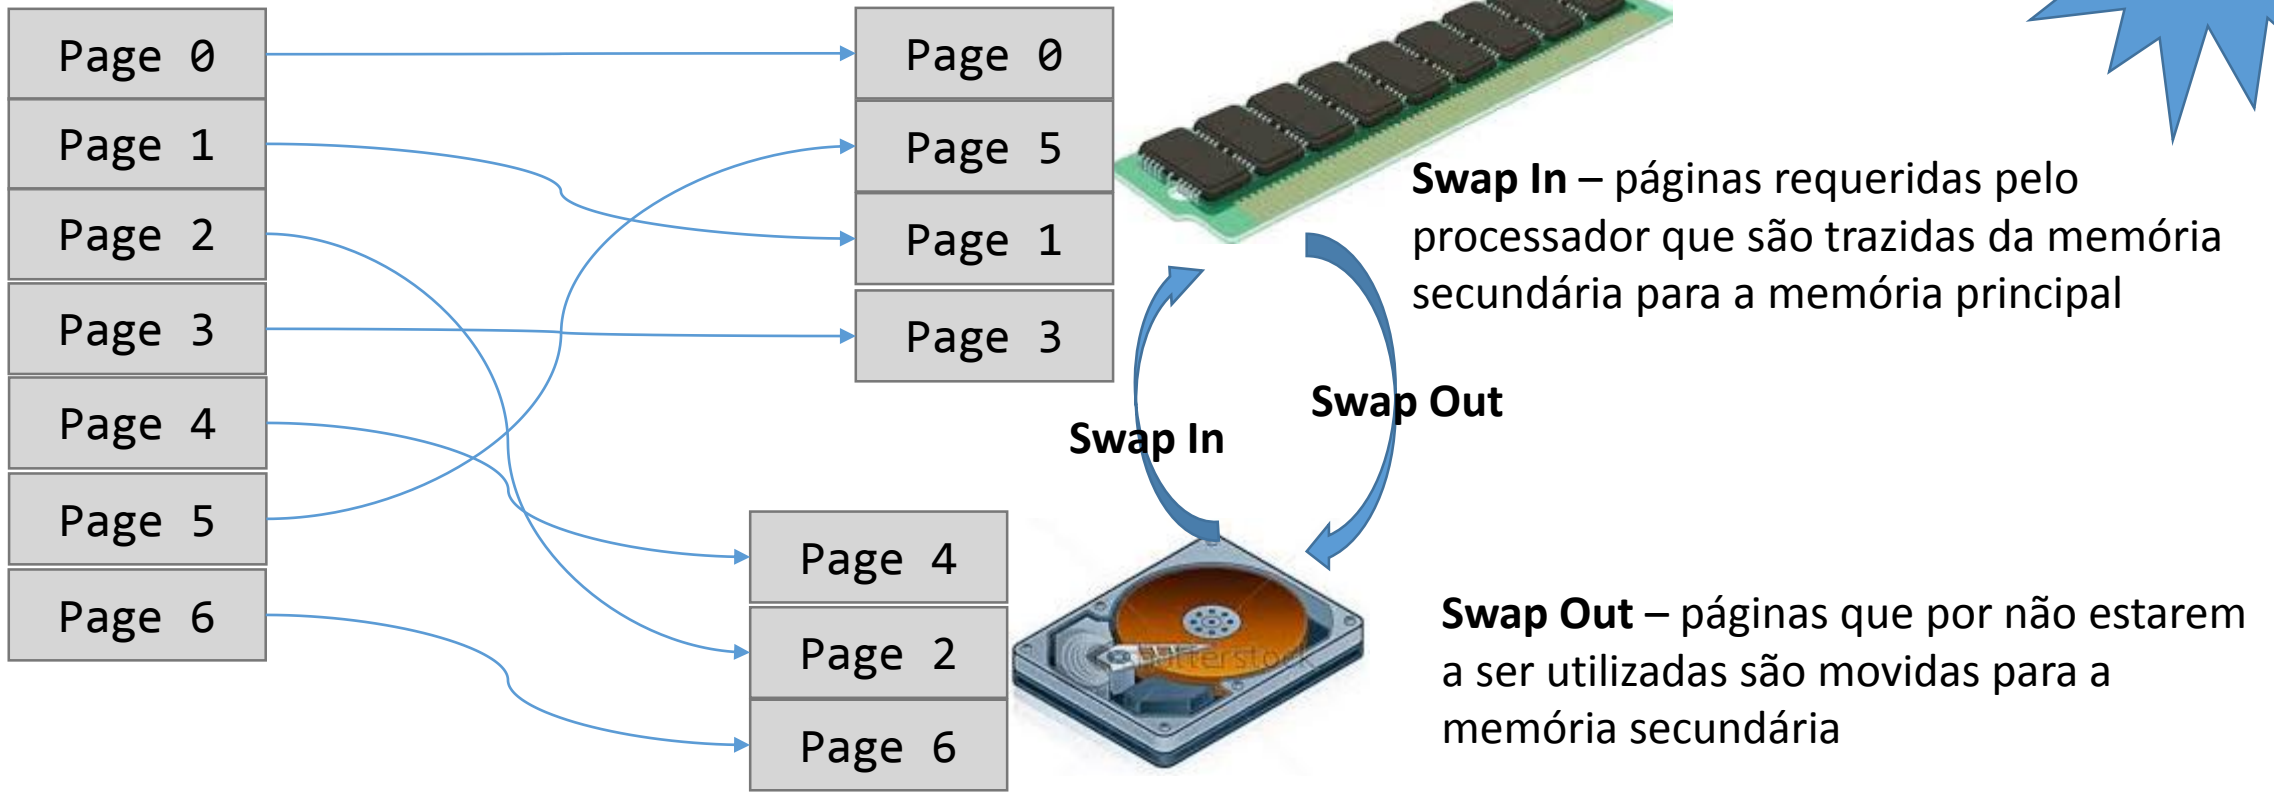 Page 0
Page 1
Page 2
Page 3
Page 4
Page 5
Page 6
Page 0
Page 5
Page 1
Page 3
Page 4
Page 2
Page 6
Swap In
Swap Out
Swap In – páginas requeridas pelo
processador que são trazidas da memória
secundária para a memória principal
Swap Out – páginas que por não estarem
a ser utilizadas são movidas para a
memória secundária